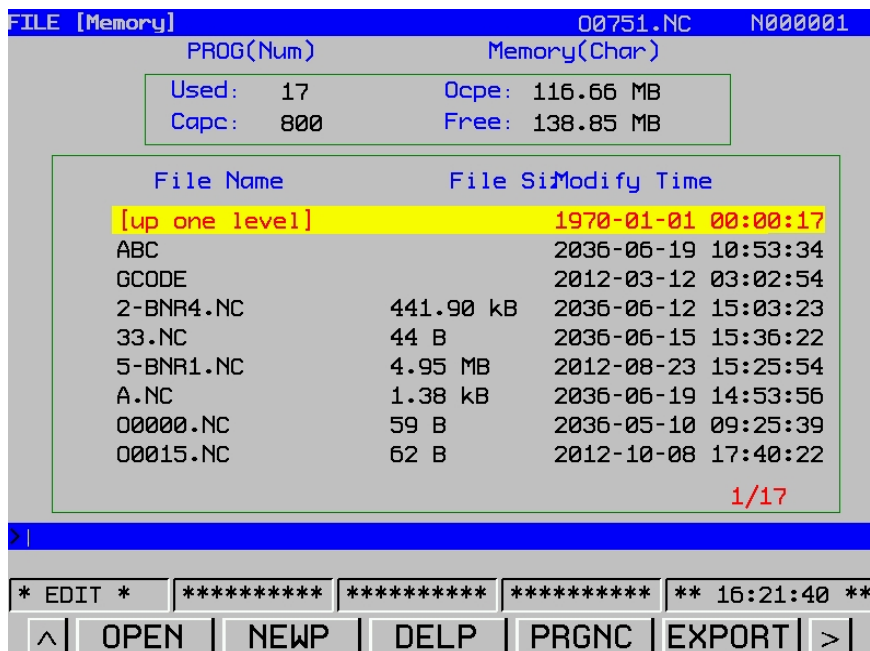 FILE [Memory] O0751.NC N000001
PROG(Num) Memory(Char)
Used: 17 Ocpe: 116.66 MB
Capc: 800 Free: 138.85 MB
File Name File Siz Modify Time
[up one level] 1970-01-01 00:00:17
ABC 2036-06-19 10:53:34
GCODE 2012-03-12 03:02:54
2-BNR4.NC 441.90 kB 2036-06-12 15:03:23
33.NC 44 B 2036-06-15 15:36:22
5-BNR1.NC 4.95 MB 2012-08-23 15:25:54
A.NC 1.38 kB 2036-06-19 14:53:56
O0000.NC 59 B 2036-05-10 09:25:39
O0015.NC 62 B 2012-10-08 17:40:22
1/17
>|
* EDIT * ********** ********** ********** ** 16:21:40 **
^ OPEN NEWP DELP PRGNC EXPORT >